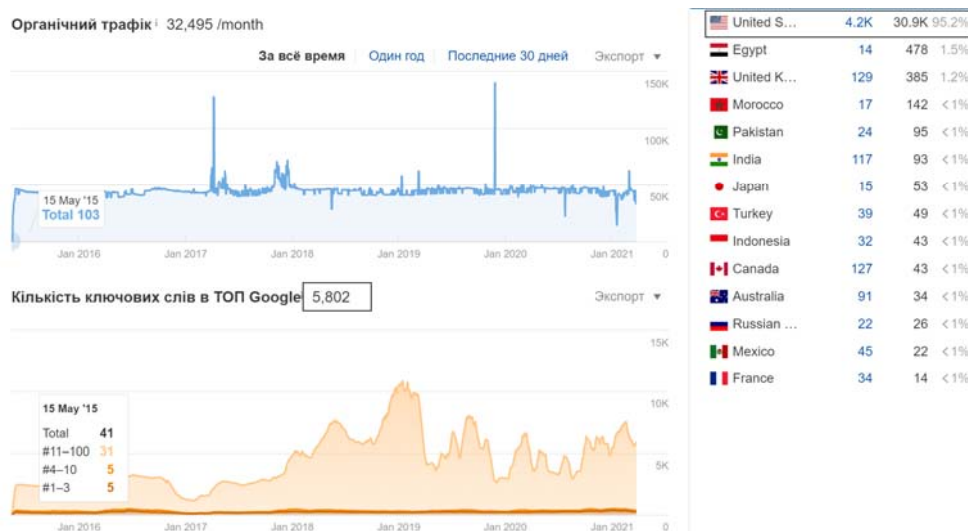 Органічний трафік i 32,495 /month
За всё время Один год Последние 30 дней Экспорт ▼
150K
100K
50K
0
15 May '15
Total 103
Jan 2016 Jan 2017 Jan 2018 Jan 2019 Jan 2020 Jan 2021
Кількість ключових слів в ТОП Google 5,802 Экспорт ▼
15K
10K
5K
0
15 May '15
Total 41
#11–100 31
#4–10 5
#1–3 5
Jan 2016 Jan 2017 Jan 2018 Jan 2019 Jan 2020 Jan 2021
United S... 4.2K 30.9K 95.2%
Egypt 14 478 1.5%
United K... 129 385 1.2%
Morocco 17 142 <1%
Pakistan 24 95 <1%
India 117 93 <1%
Japan 15 53 <1%
Turkey 39 49 <1%
Indonesia 32 43 <1%
Canada 127 43 <1%
Australia 91 34 <1%
Russian ... 22 26 <1%
Mexico 45 22 <1%
France 34 14 <1%